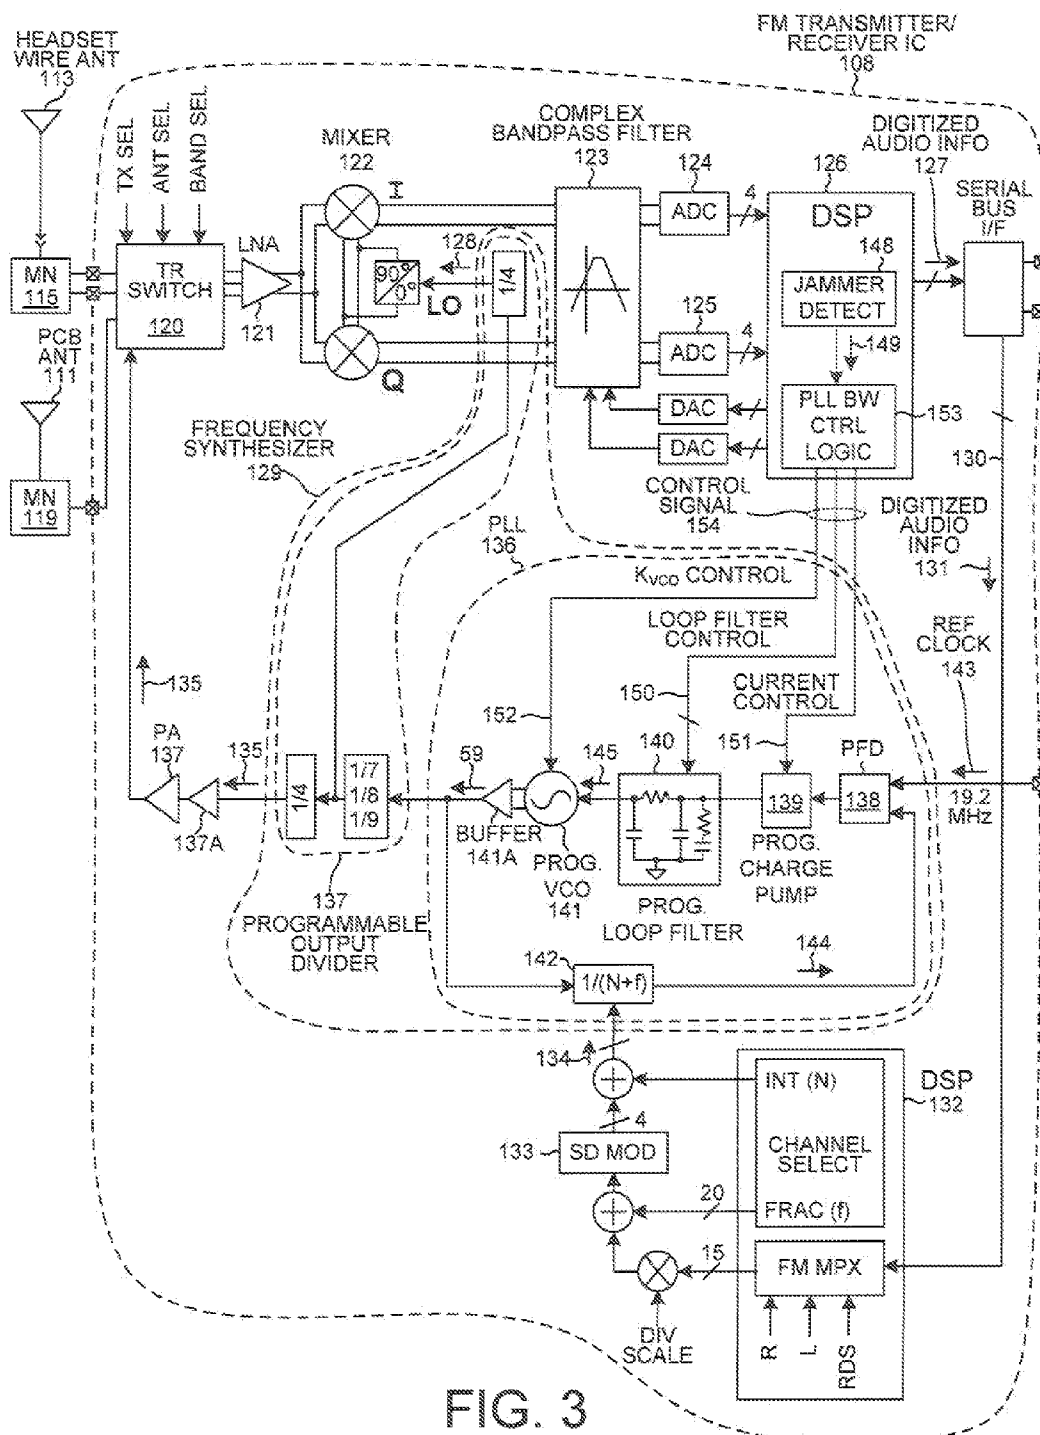 FM TRANSMITTER/
RECEIVER IC
108
HEADSET
WIRE ANT
113
TX SEL
ANT SEL
BAND SEL
MIXER
122
I
COMPLEX
BANDPASS FILTER
123
124
ADC
4
126
DSP
DIGITIZED
AUDIO INFO
127
SERIAL
BUS
I/F
MN
115
TR
SWITCH
120
LNA
121
90°
0°
LO
128
1/4
148
JAMMER
DETECT
149
125
ADC
4
PCB
ANT
111
Q
DAC
DAC
PLL BW
CTRL
LOGIC
153
130
MN
119
FREQUENCY
SYNTHESIZER
129
PLL
136
CONTROL
SIGNAL
154
DIGITIZED
AUDIO
INFO
131
KVCO CONTROL
LOOP FILTER
CONTROL
150
152
CURRENT
CONTROL
151
REF
CLOCK
143
135
PA
137
135
137A
1/4
1/7
1/8
1/9
59
BUFFER
141A
145
PROG.
VCO
141
140
PROG.
LOOP FILTER
139
PROG.
CHARGE
PUMP
PFD
138
19.2
MHz
137
PROGRAMMABLE
OUTPUT
DIVIDER
142
1/(N+f)
144
134
4
133
SD MOD
INT (N)
CHANNEL
SELECT
FRAC (f)
DSP
132
20
15
FM MPX
DIV
SCALE
R
L
RDS
FIG. 3